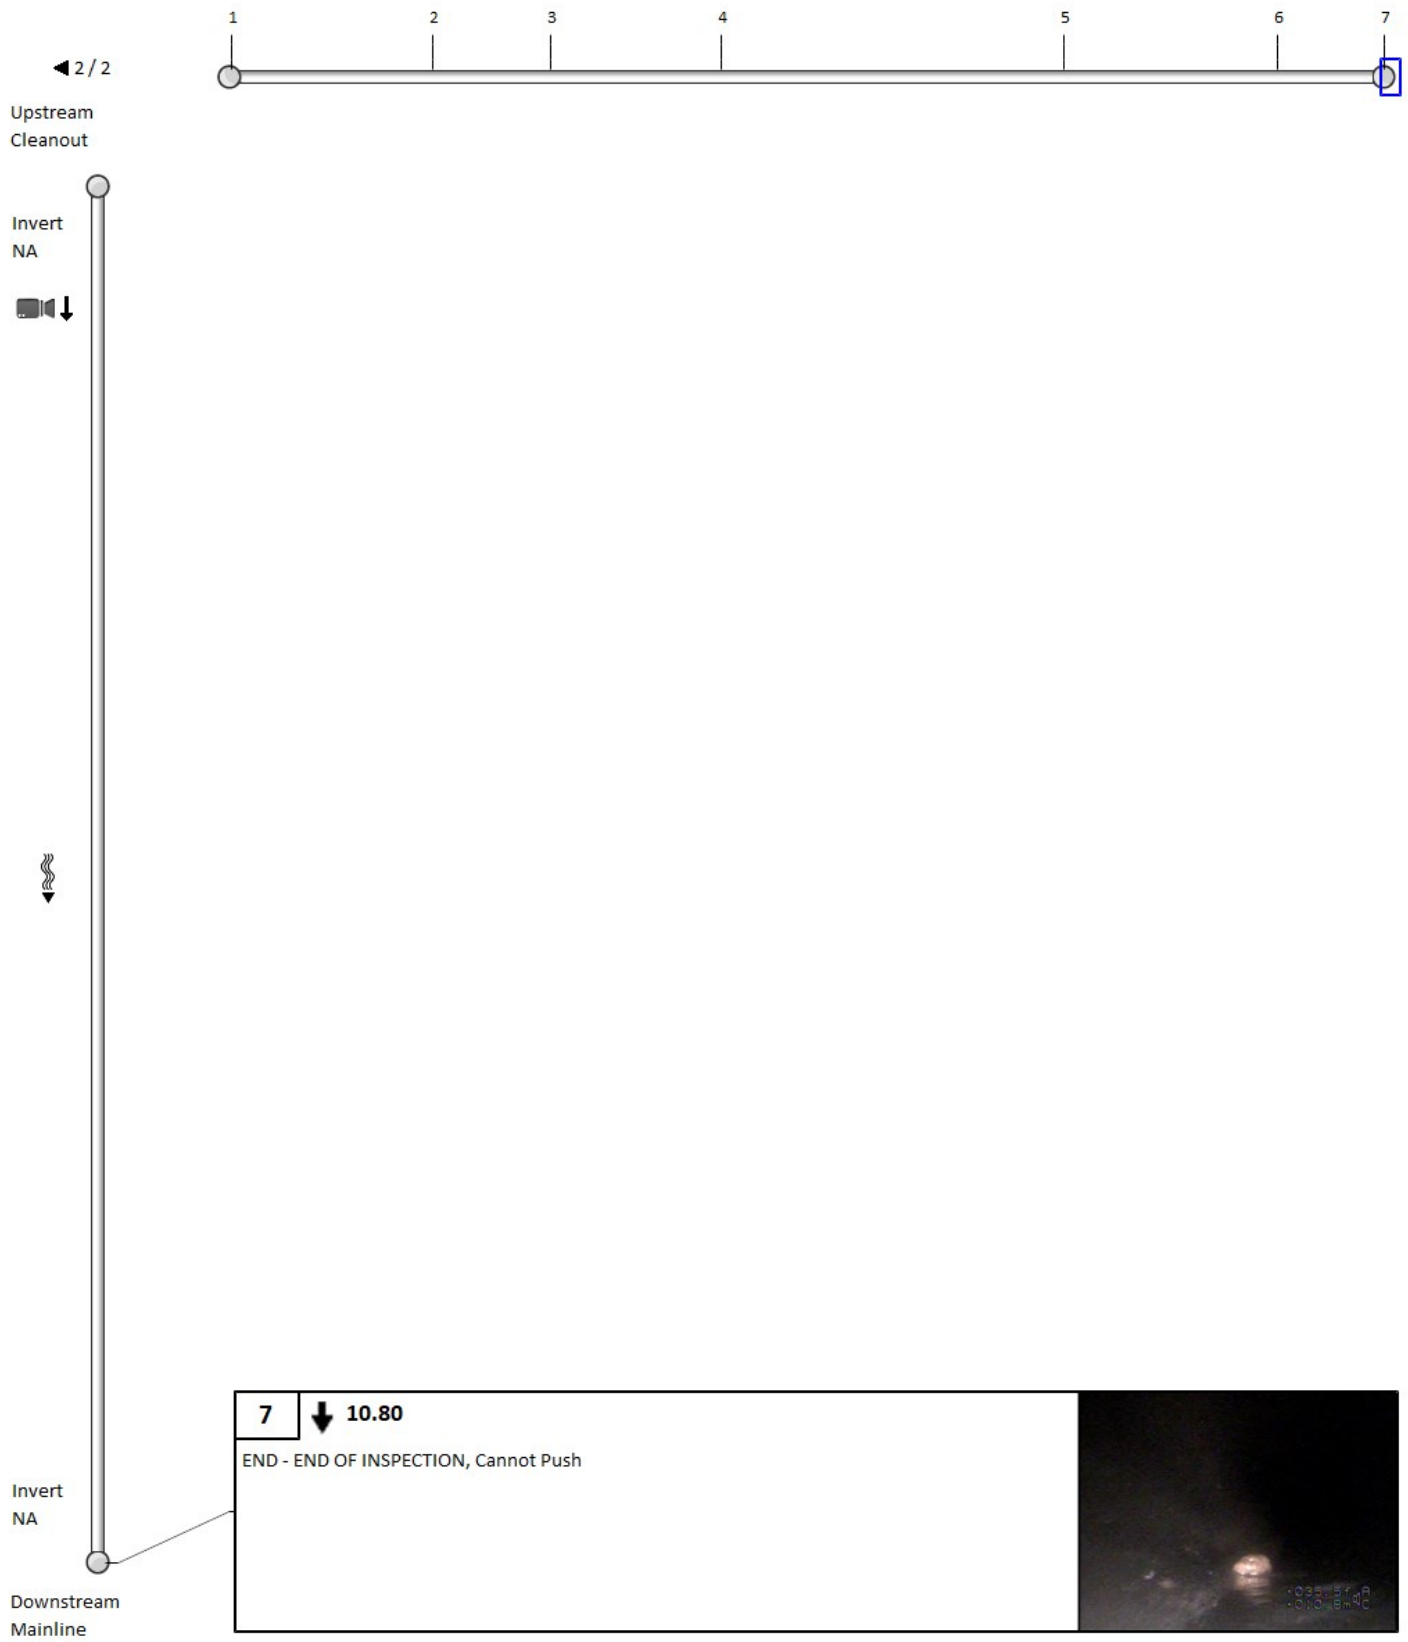 1 2 3 4 5 6 7
2 / 2
Upstream
Cleanout
Invert
NA
7 10.80
END - END OF INSPECTION, Cannot Push
Invert
NA
Downstream
Mainline